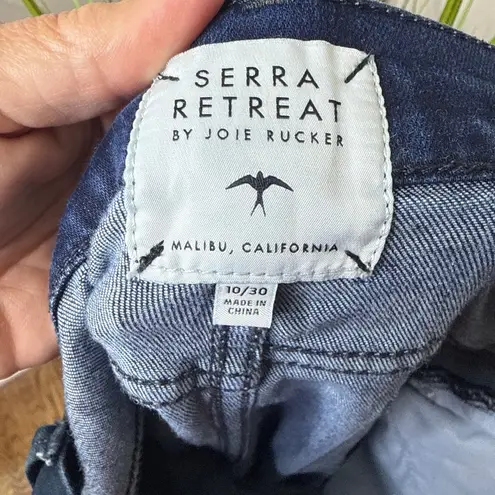 SERRA
RETREAT
BY JOIE RUCKER
MALIBU, CALIFORNIA
10/30
MADE IN
CHINA